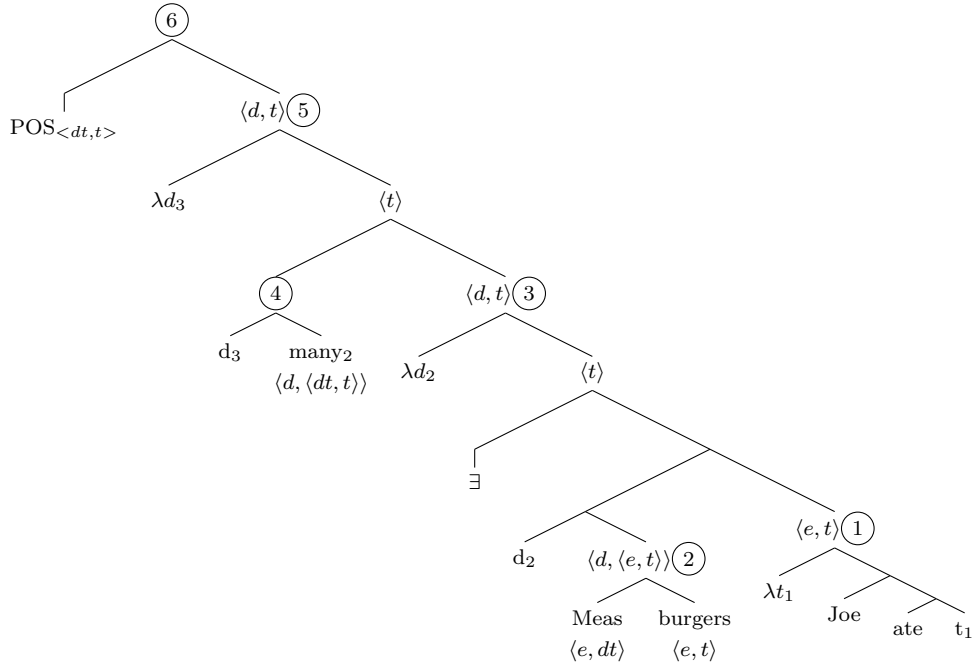 6
⟨d, t⟩ 5
POS<dt,t>
λd₃
⟨t⟩
4
⟨d, t⟩ 3
d₃
many₂
⟨d, ⟨dt, t⟩⟩
λd₂
⟨t⟩
∃
⟨e, t⟩ 1
d₂
⟨d, ⟨e, t⟩⟩ 2
λt₁
Joe
ate
t₁
Meas
burgers
⟨e, dt⟩
⟨e, t⟩